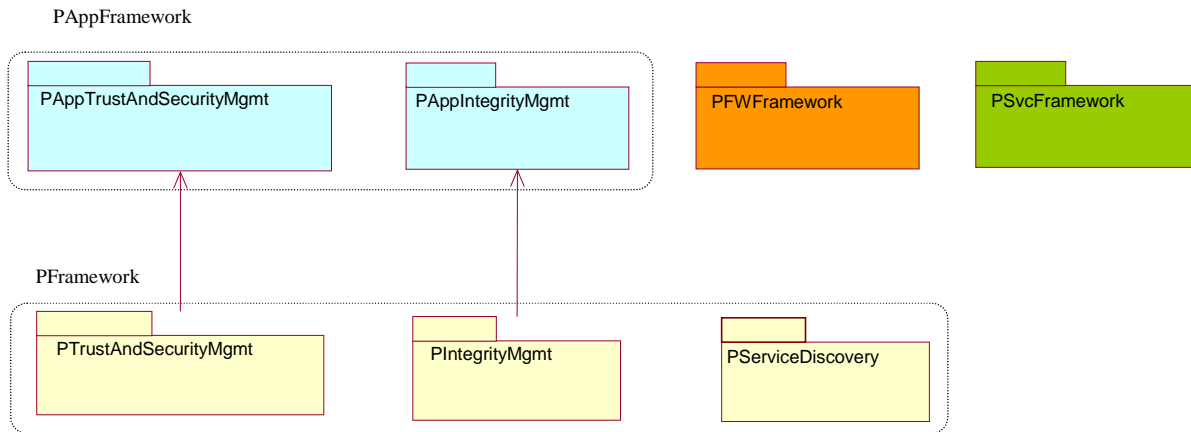 PAppFramework
PAppTrustAndSecurityMgmt
PAppIntegrityMgmt
PFWFramework
PSvcFramework
PFramework
PTrustAndSecurityMgmt
PIntegrityMgmt
PServiceDiscovery